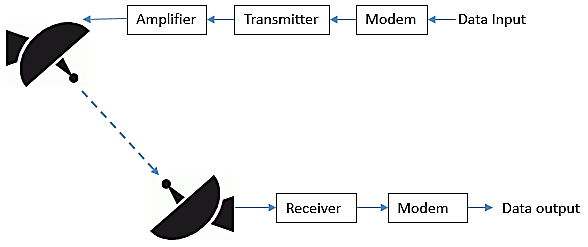 Amplifier
Transmitter
Modem
Data Input
Receiver
Modem
Data output